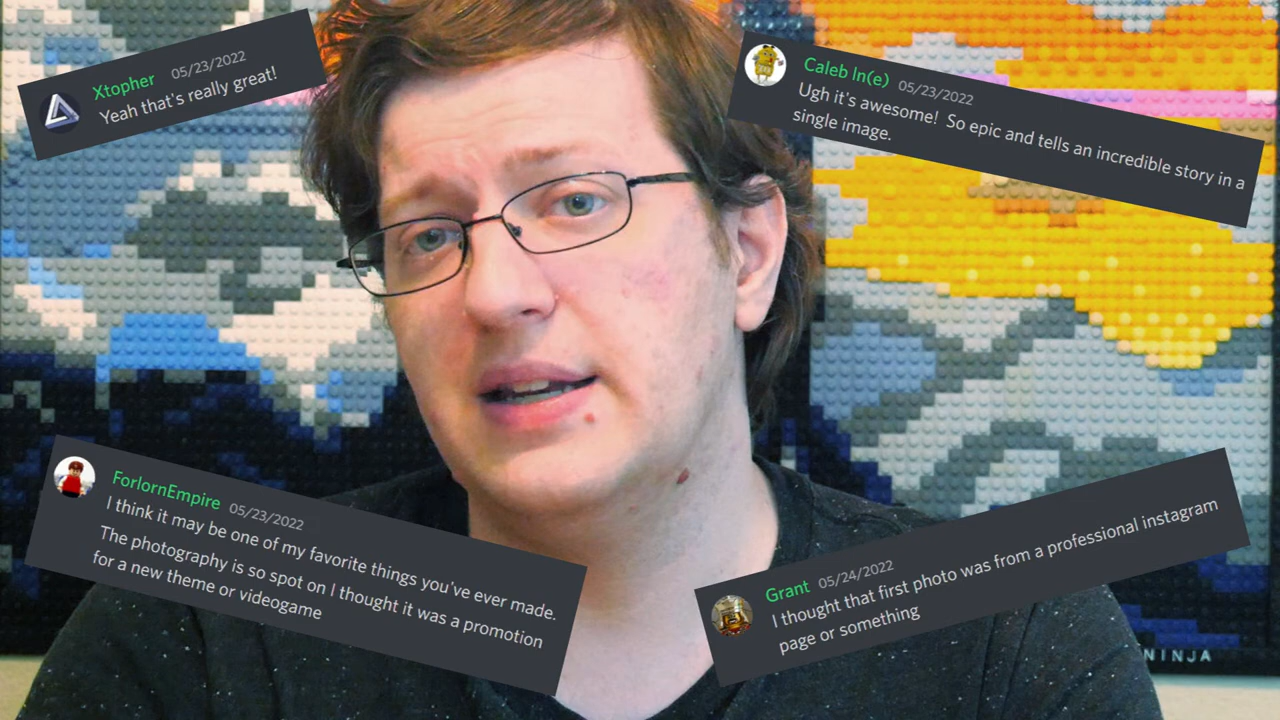 Xtopher 05/23/2022
Yeah that's really great!
Caleb In(e) 05/23/2022
Ugh it's awesome! So epic and tells an incredible story in a
single image.
ForlornEmpire 05/23/2022
I think it may be one of my favorite things you've ever made.
The photography is so spot on I thought it was a promotion
for a new theme or videogame
Grant 05/24/2022
I thought that first photo was from a professional instagram
page or something
NINJA